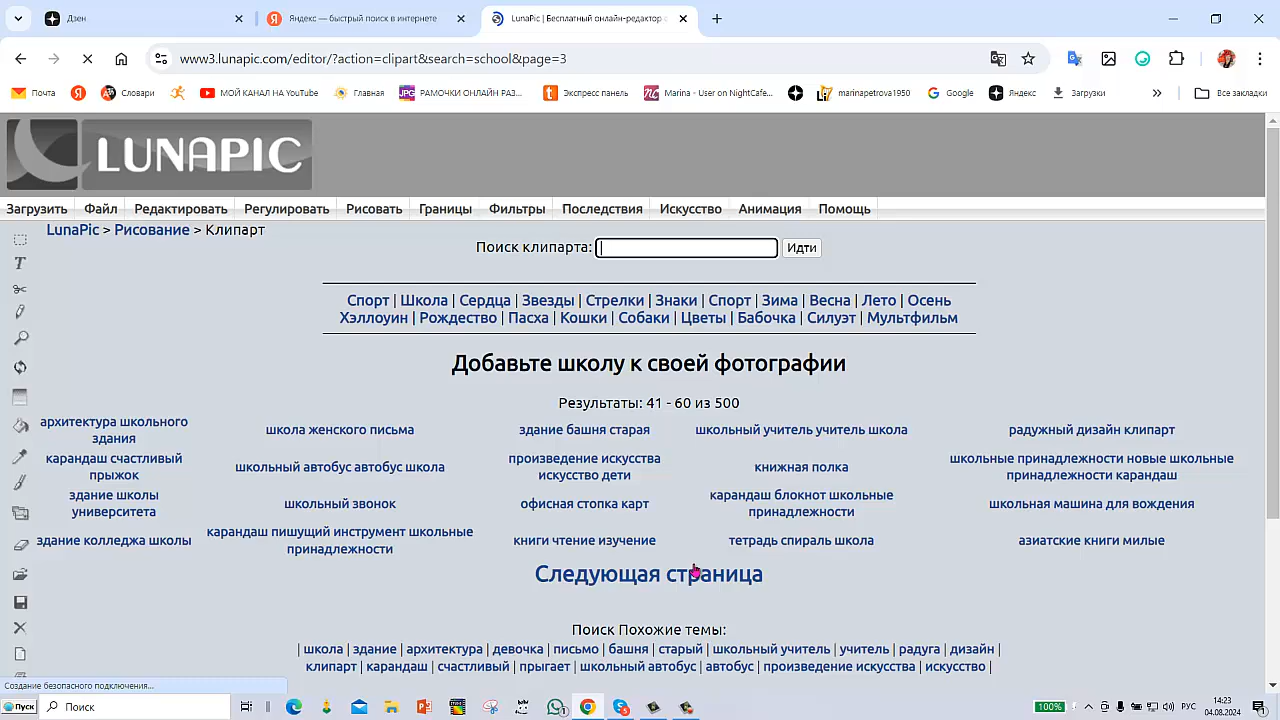 Дзен
Яндекс — быстрый поиск в интернете
LunaPic | Бесплатный онлайн-редактор
www3.lunapic.com/editor/?action=clipart&search=school&page=3
Почта
Словари
МОЙ КАНАЛ НА YouTube
Главная
JPG РАМОЧКИ ОНЛАЙН РАЗ...
Экспресс панель
Marina - User on NightCafe...
marinapetrova1950
Google
Яндекс
Загрузки
Все закладки
LUNAPIC
Загрузить Файл Редактировать Регулировать Рисовать Границы Фильтры Последствия Искусство Анимация Помощь
LunaPic > Рисование > Клипарт
Поиск клипарта: Идти
Спорт | Школа | Сердца | Звезды | Стрелки | Знаки | Спорт | Зима | Весна | Лето | Осень
Хэллоуин | Рождество | Пасха | Кошки | Собаки | Цветы | Бабочка | Силуэт | Мультфильм
Добавьте школу к своей фотографии
Результаты: 41 - 60 из 500
архитектура школьного
здания
школа женского письма
здание башня старая
школьный учитель учитель школа
радужный дизайн клипарт
карандаш счастливый
прыжок
школьный автобус автобус школа
произведение искусства
искусство дети
книжная полка
школьные принадлежности новые школьные
принадлежности карандаш
здание школы
университета
школьный звонок
офисная стопка карт
карандаш блокнот школьные
принадлежности
школьная машина для вождения
здание колледжа школы
карандаш пишущий инструмент школьные
принадлежности
книги чтение изучение
тетрадь спираль школа
азиатские книги милые
Следующая страница
Поиск Похожие темы:
| школа | здание | архитектура | девочка | письмо | башня | старый | школьный учитель | учитель | радуга | дизайн |
клипарт | карандаш | счастливый | прыгает | школьный автобус | автобус | произведение искусства | искусство |
Создание безопасного подключения...
Пуск
Поиск
100%
РУС
14:23
04.08.2024